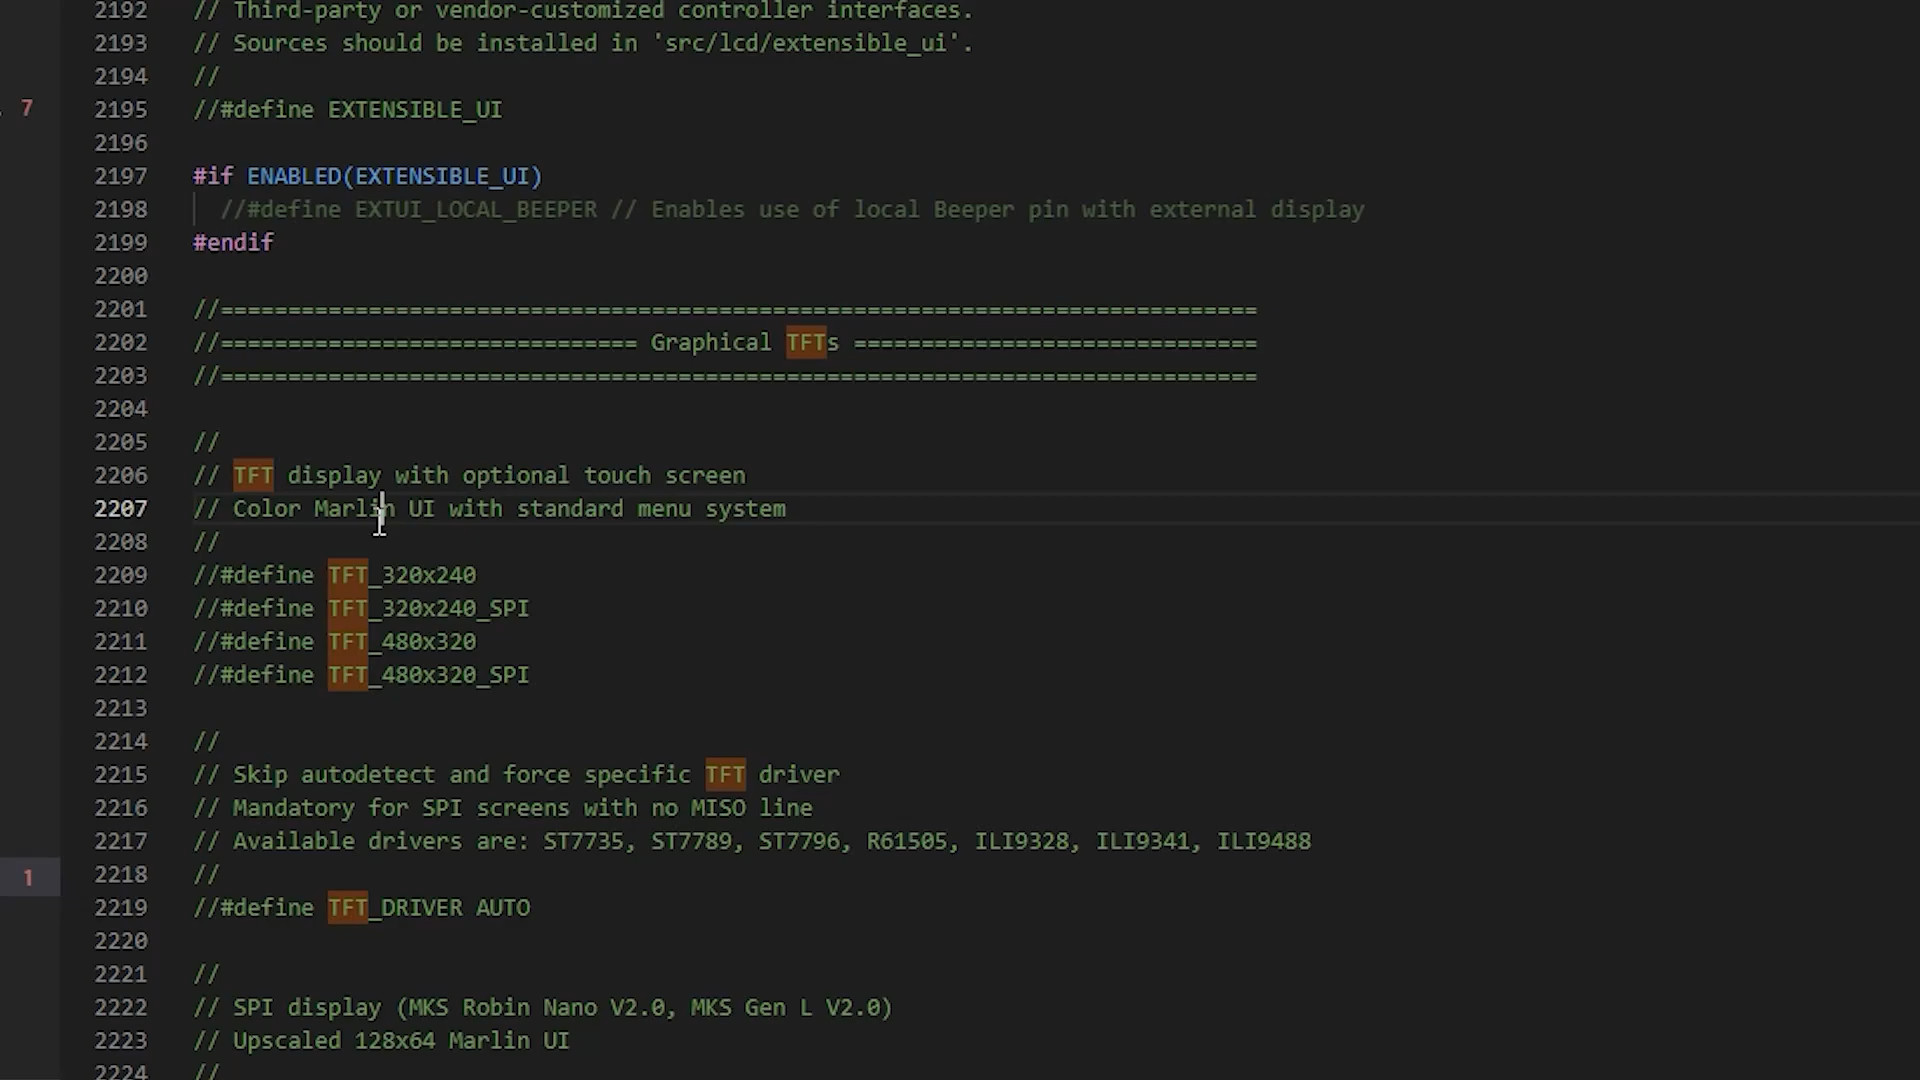 2192 // Third-party or vendor-customized controller interfaces.
2193 // Sources should be installed in 'src/lcd/extensible_ui'.
2194 //
7 2195 //#define EXTENSIBLE_UI
2196
2197 #if ENABLED(EXTENSIBLE_UI)
2198 //#define EXTUI_LOCAL_BEEPER // Enables use of local Beeper pin with external display
2199 #endif
2200
2201 //=============================================================================
2202 //=============================== Graphical TFTs ==============================
2203 //=============================================================================
2204
2205 //
2206 // TFT display with optional touch screen
2207 // Color Marlin UI with standard menu system
2208 //
2209 //#define TFT_320x240
2210 //#define TFT_320x240_SPI
2211 //#define TFT_480x320
2212 //#define TFT_480x320_SPI
2213
2214 //
2215 // Skip autodetect and force specific TFT driver
2216 // Mandatory for SPI screens with no MISO line
2217 // Available drivers are: ST7735, ST7789, ST7796, R61505, ILI9328, ILI9341, ILI9488
1 2218 //
2219 //#define TFT_DRIVER AUTO
2220
2221 //
2222 // SPI display (MKS Robin Nano V2.0, MKS Gen L V2.0)
2223 // Upscaled 128x64 Marlin UI
2224 //